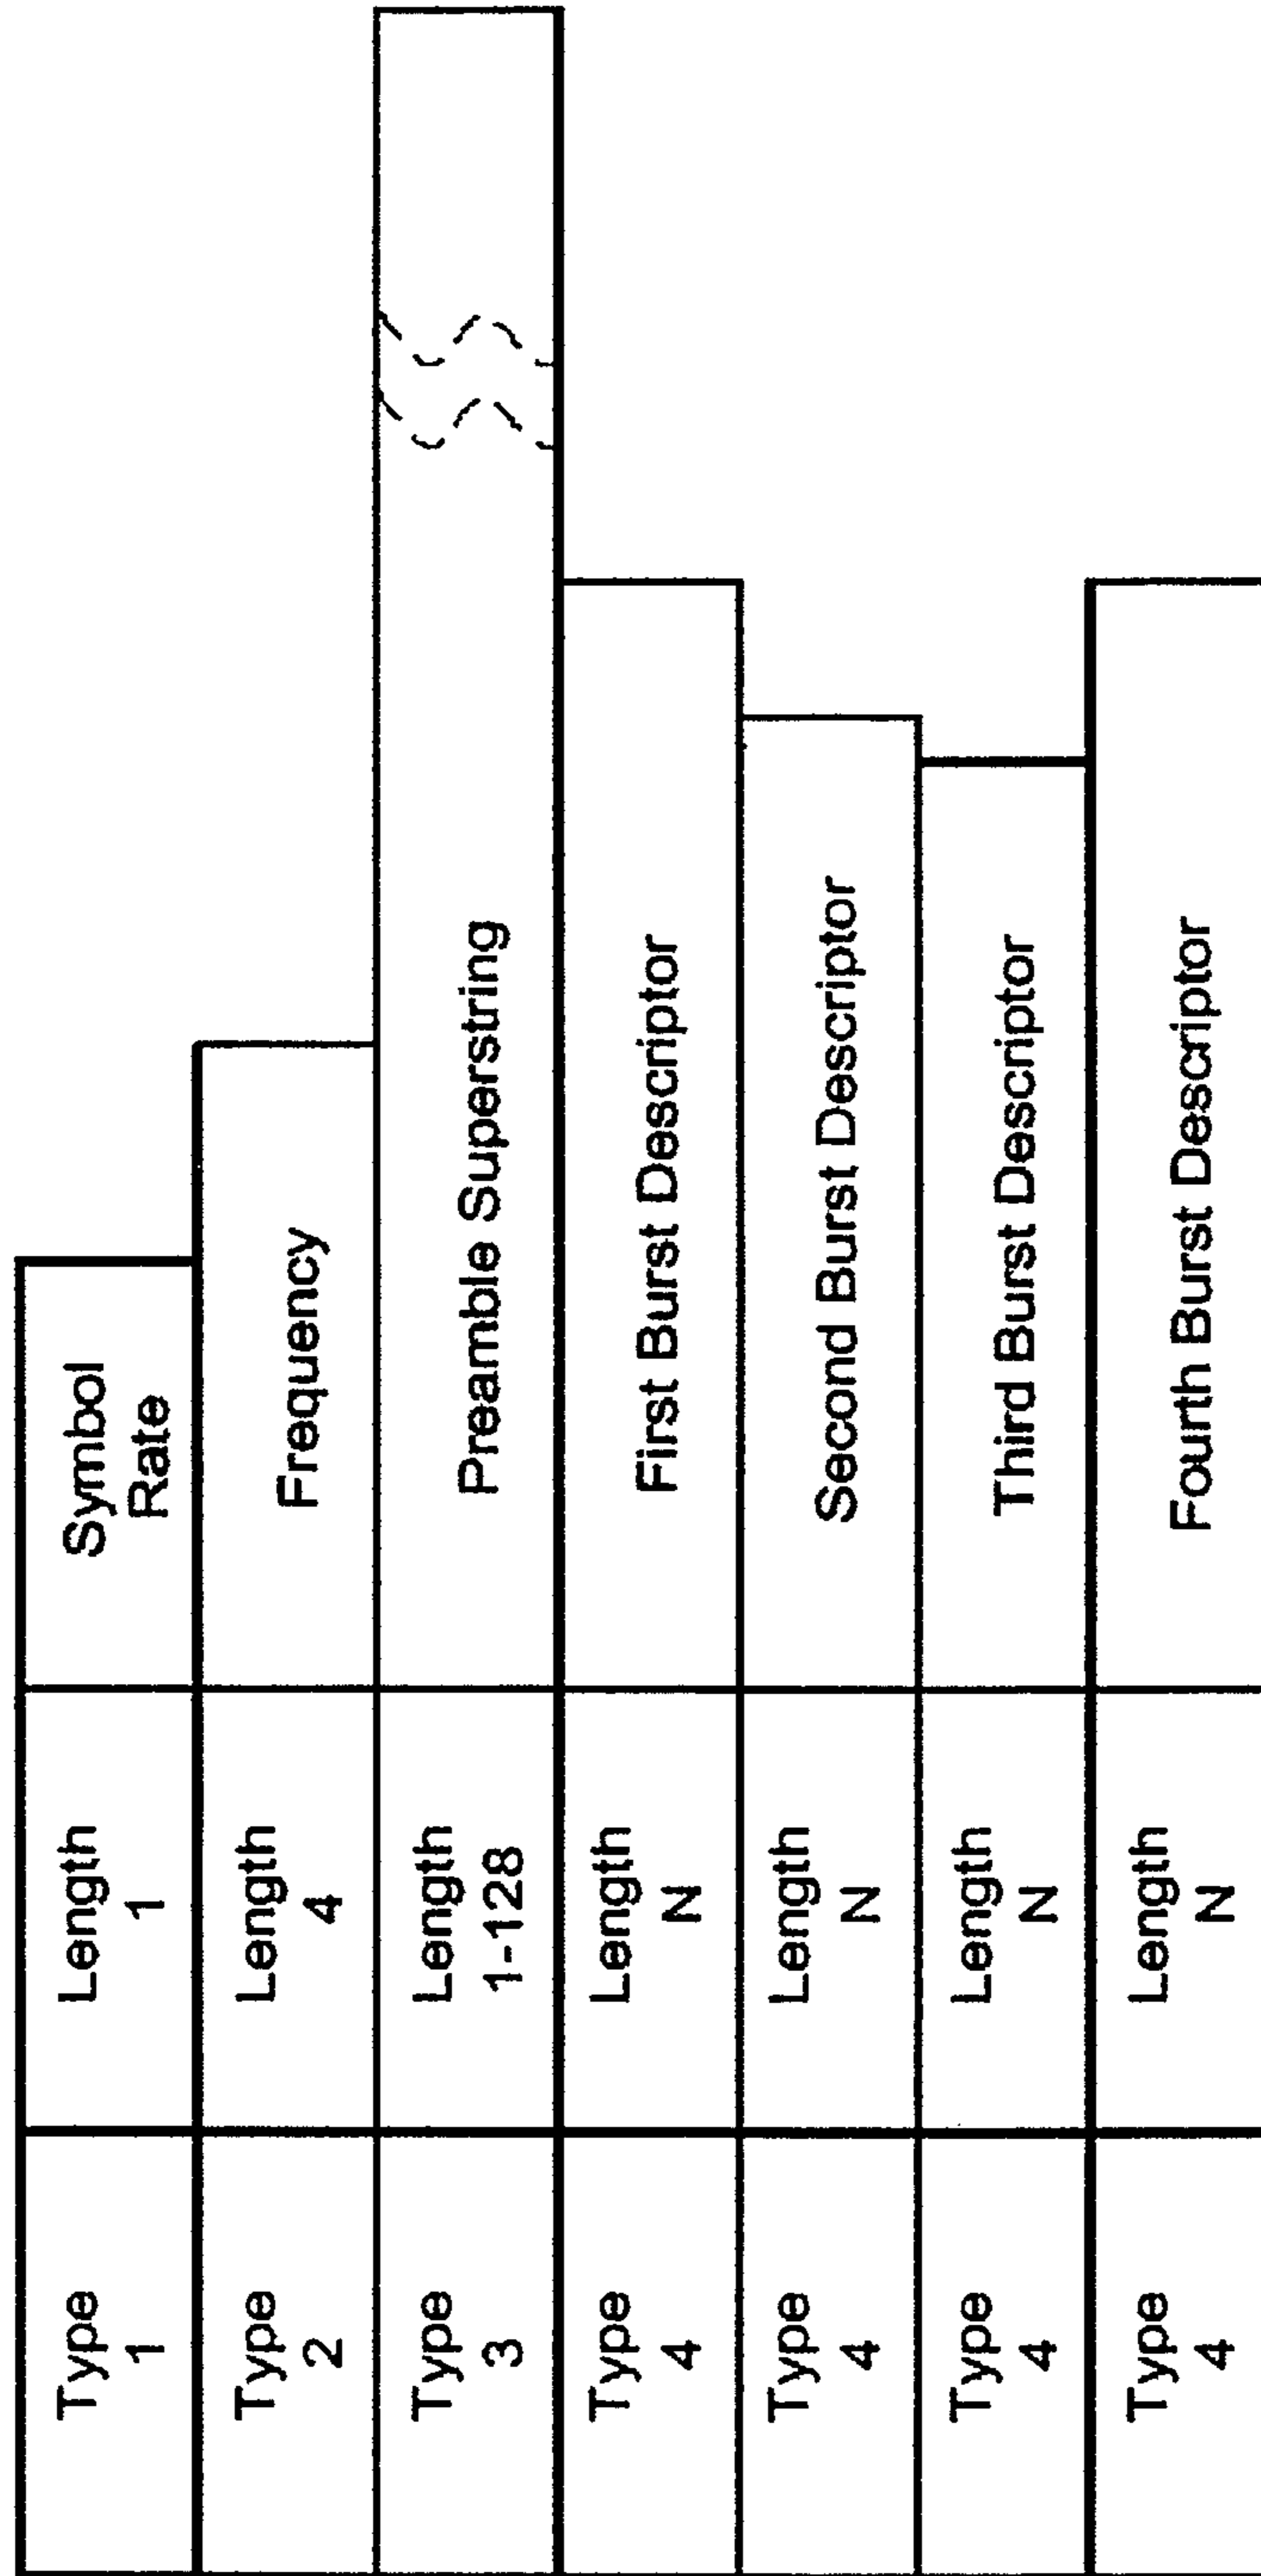 Type
1
Length
1
Symbol
Rate
Type
2
Length
4
Frequency
Type
3
Length
1-128
Preamble Superstring
Type
4
Length
N
First Burst Descriptor
Type
4
Length
N
Second Burst Descriptor
Type
4
Length
N
Third Burst Descriptor
Type
4
Length
N
Fourth Burst Descriptor